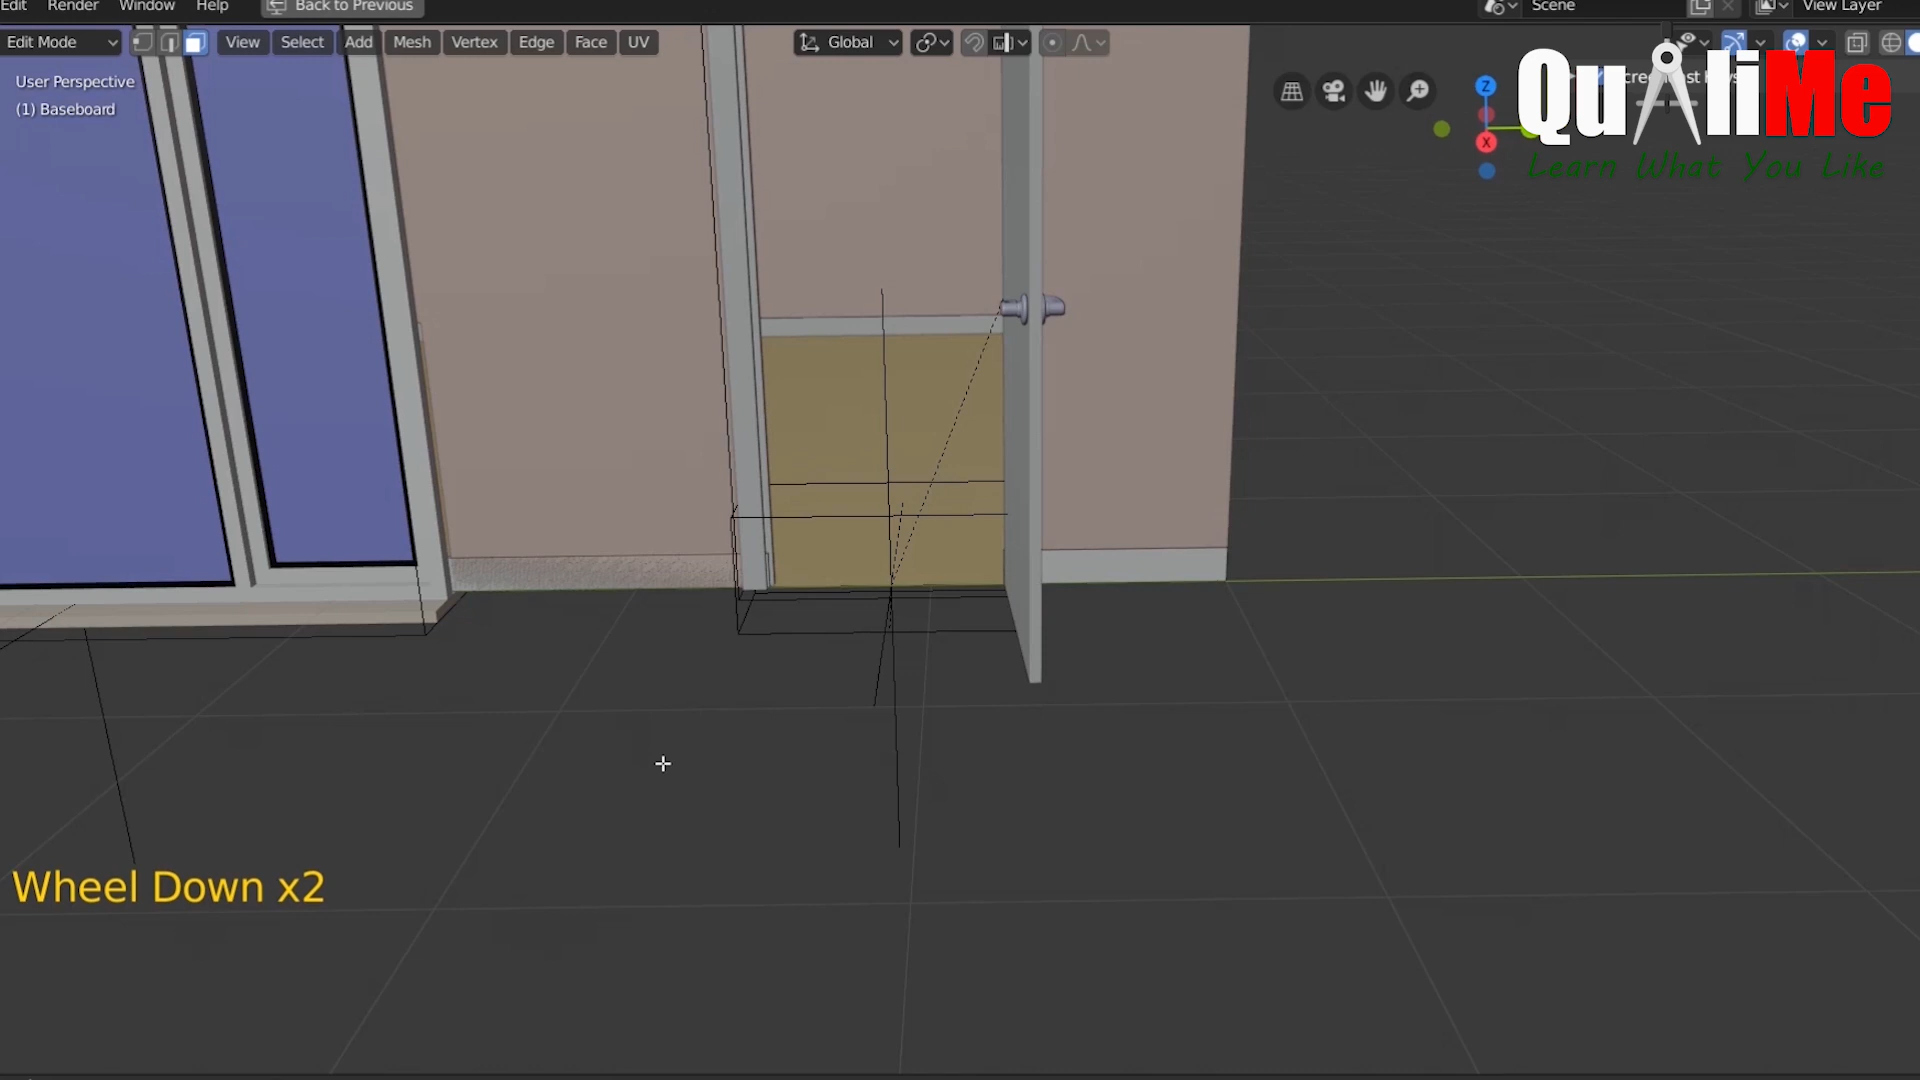 Edit Render Window Help Back to Previous Scene View Layer
Edit Mode View Select Add Mesh Vertex Edge Face UV Global
User Perspective
(1) Baseboard
Z
X
QuAliMe
Learn What You Like
Wheel Down x2